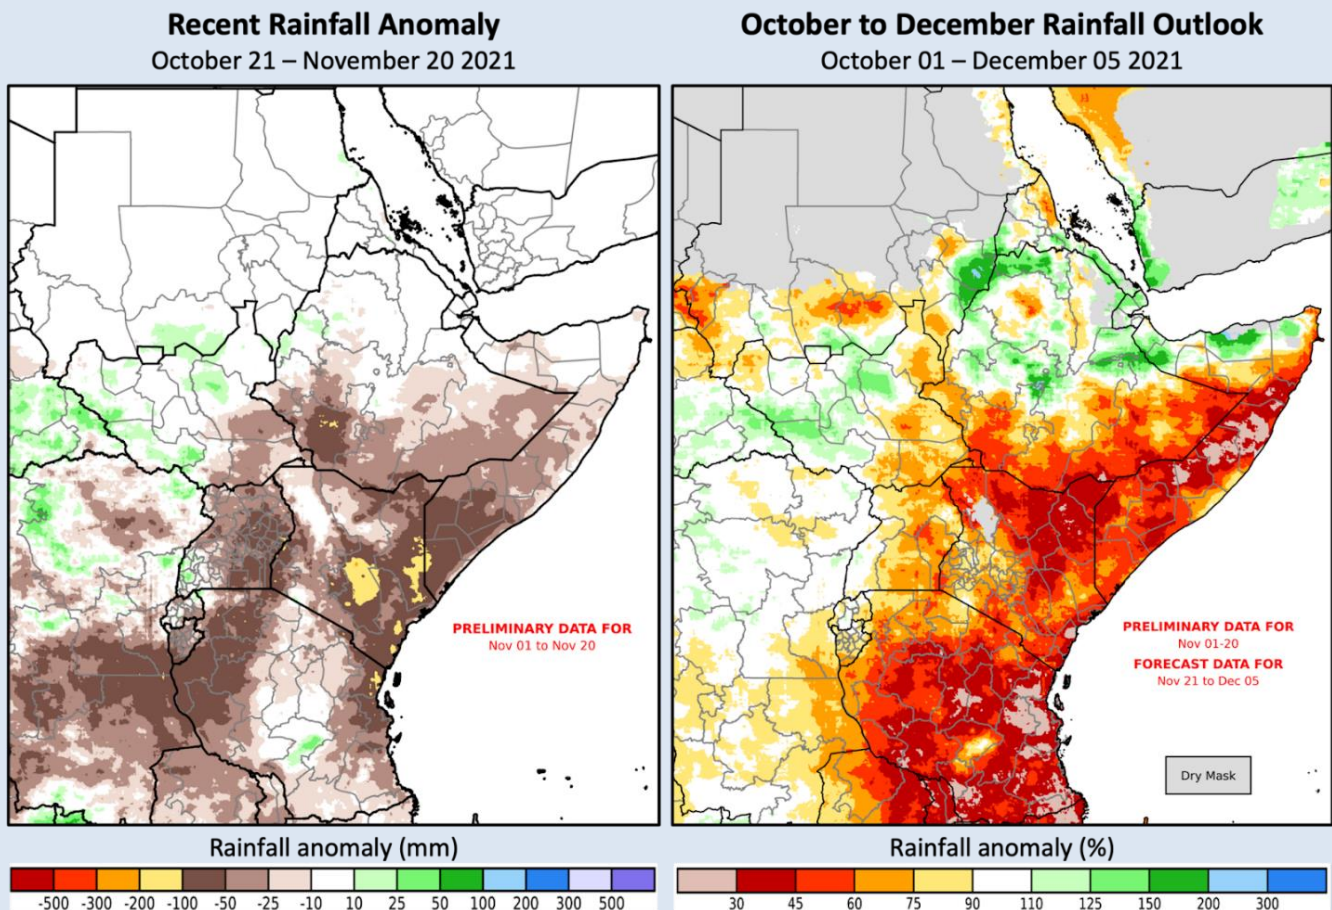 Recent Rainfall Anomaly
October 21 – November 20 2021
PRELIMINARY DATA FOR
Nov 01 to Nov 20
Rainfall anomaly (mm)
-500 -300 -200 -100 -50 -25 -10 10 25 50 100 200 300 500
October to December Rainfall Outlook
October 01 – December 05 2021
PRELIMINARY DATA FOR
Nov 01-20
FORECAST DATA FOR
Nov 21 to Dec 05
Dry Mask
Rainfall anomaly (%)
30 45 60 75 90 110 125 150 200 300